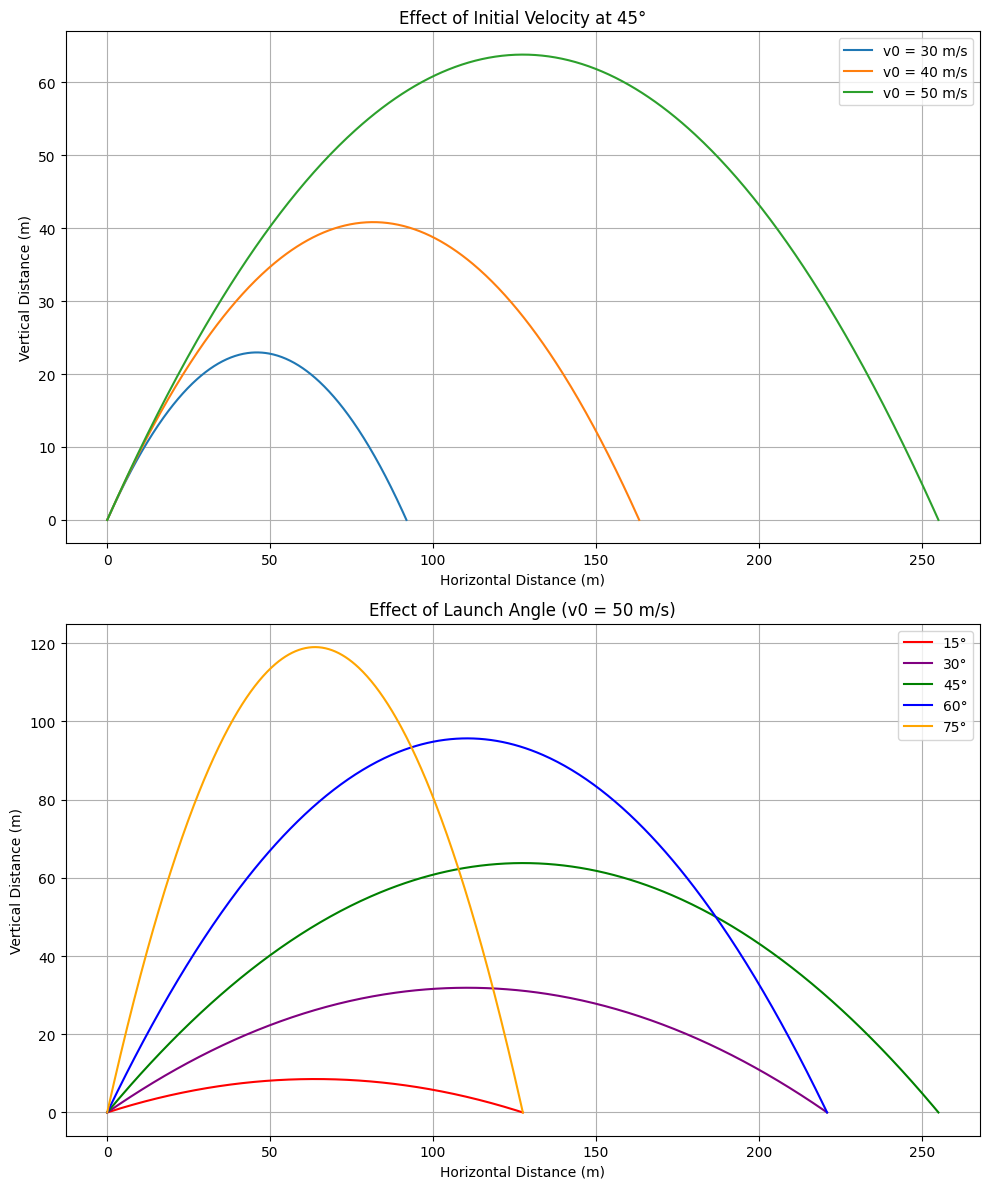 Effect of Initial Velocity at 45°
v0 = 30 m/s
v0 = 40 m/s
v0 = 50 m/s
Vertical Distance (m)
60
50
40
30
20
10
0
0 50 100 150 200 250
Horizontal Distance (m)
Effect of Launch Angle (v0 = 50 m/s)
15°
30°
45°
60°
75°
Vertical Distance (m)
120
100
80
60
40
20
0
0 50 100 150 200 250
Horizontal Distance (m)